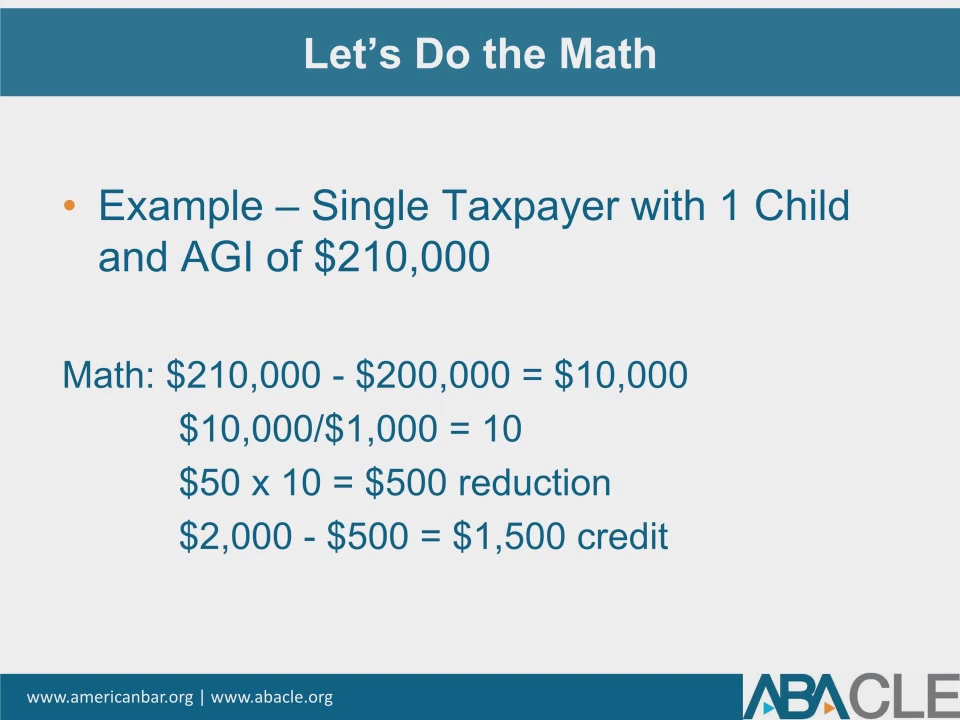 Let’s Do the Math
• Example – Single Taxpayer with 1 Child
and AGI of $210,000
Math: $210,000 - $200,000 = $10,000
$10,000/$1,000 = 10
$50 x 10 = $500 reduction
$2,000 - $500 = $1,500 credit
www.americanbar.org | www.abacle.org
ABACLE